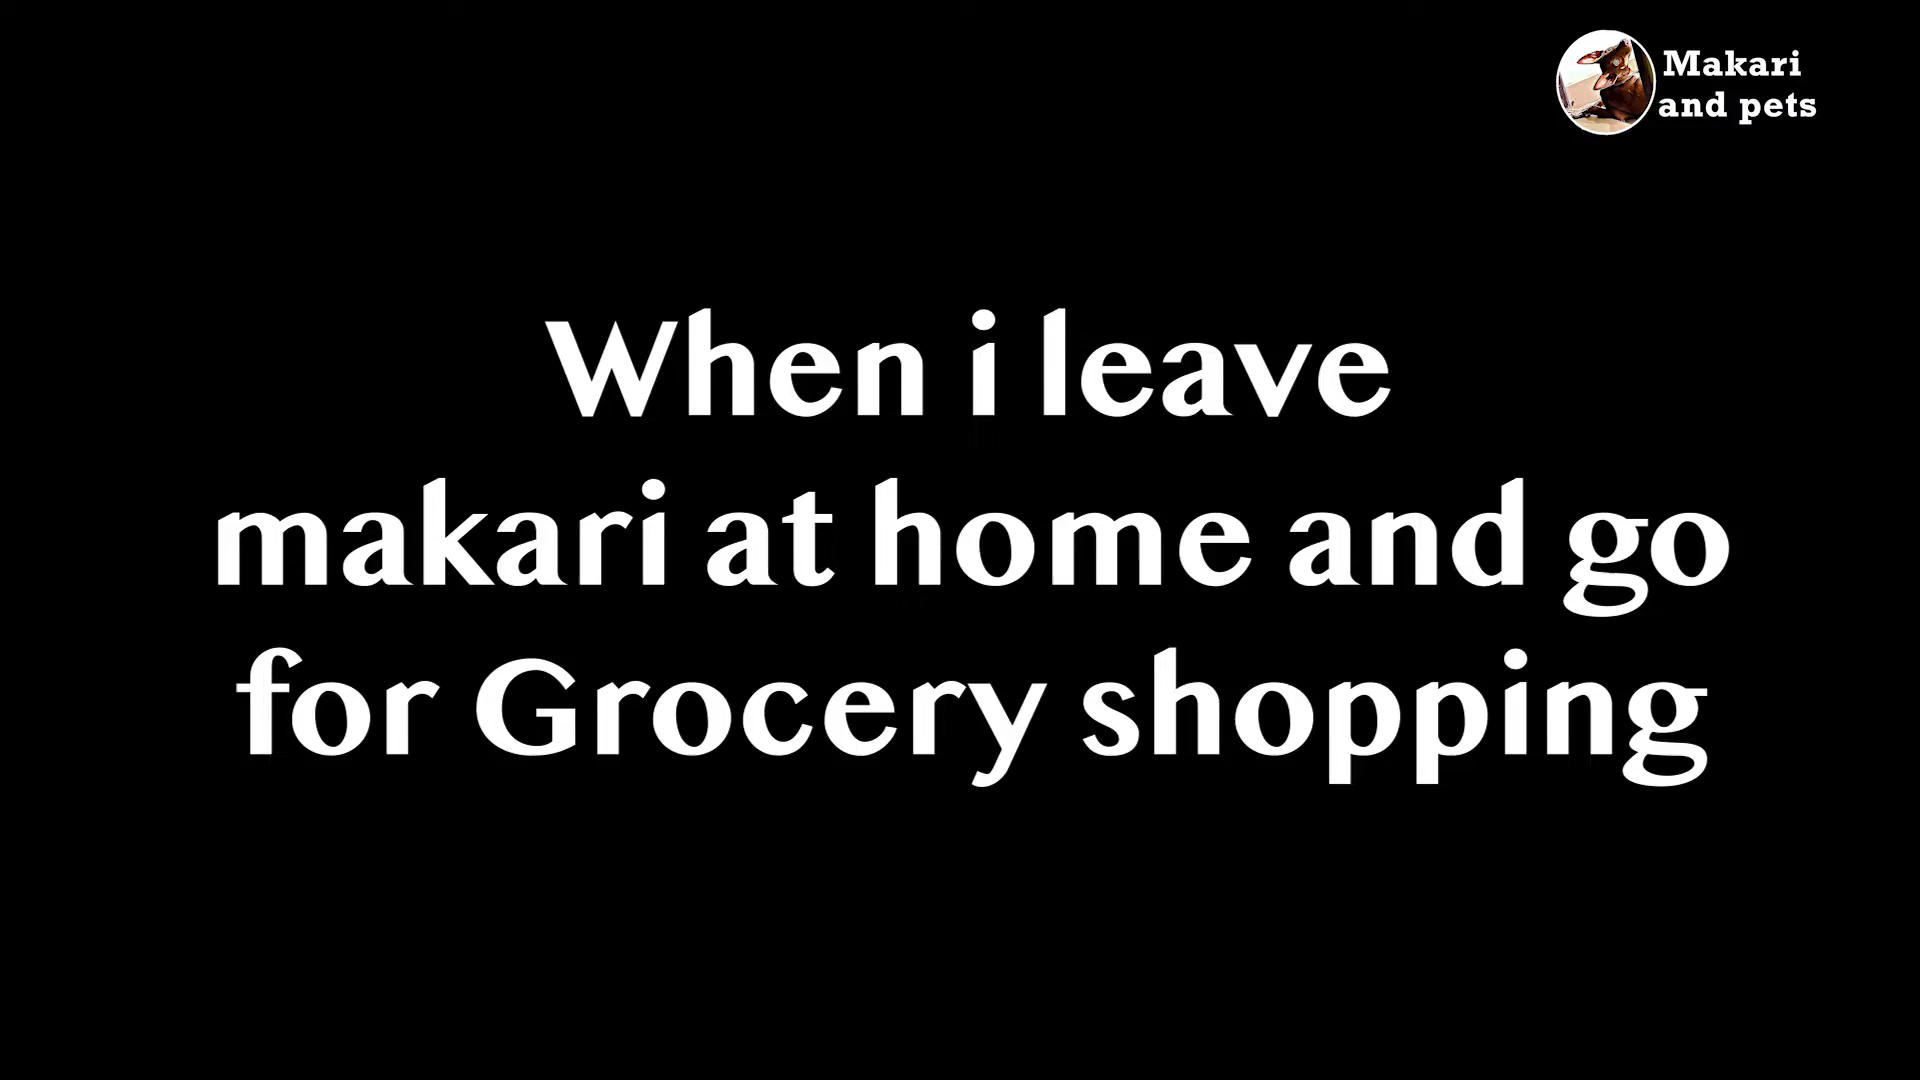 Makari
and pets
When i leave
makari at home and go
for Grocery shopping